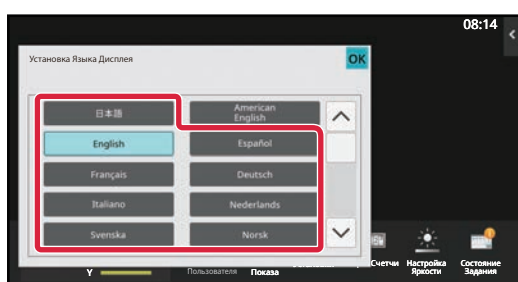 08:14
Установка Языка Дисплея
OK
日本語
American
English
English
Español
Français
Deutsch
Italiano
Nederlands
Svenska
Norsk
Счетчи
Настройка
Яркости
Состояние
Задания
Y
Пользователя
Показа